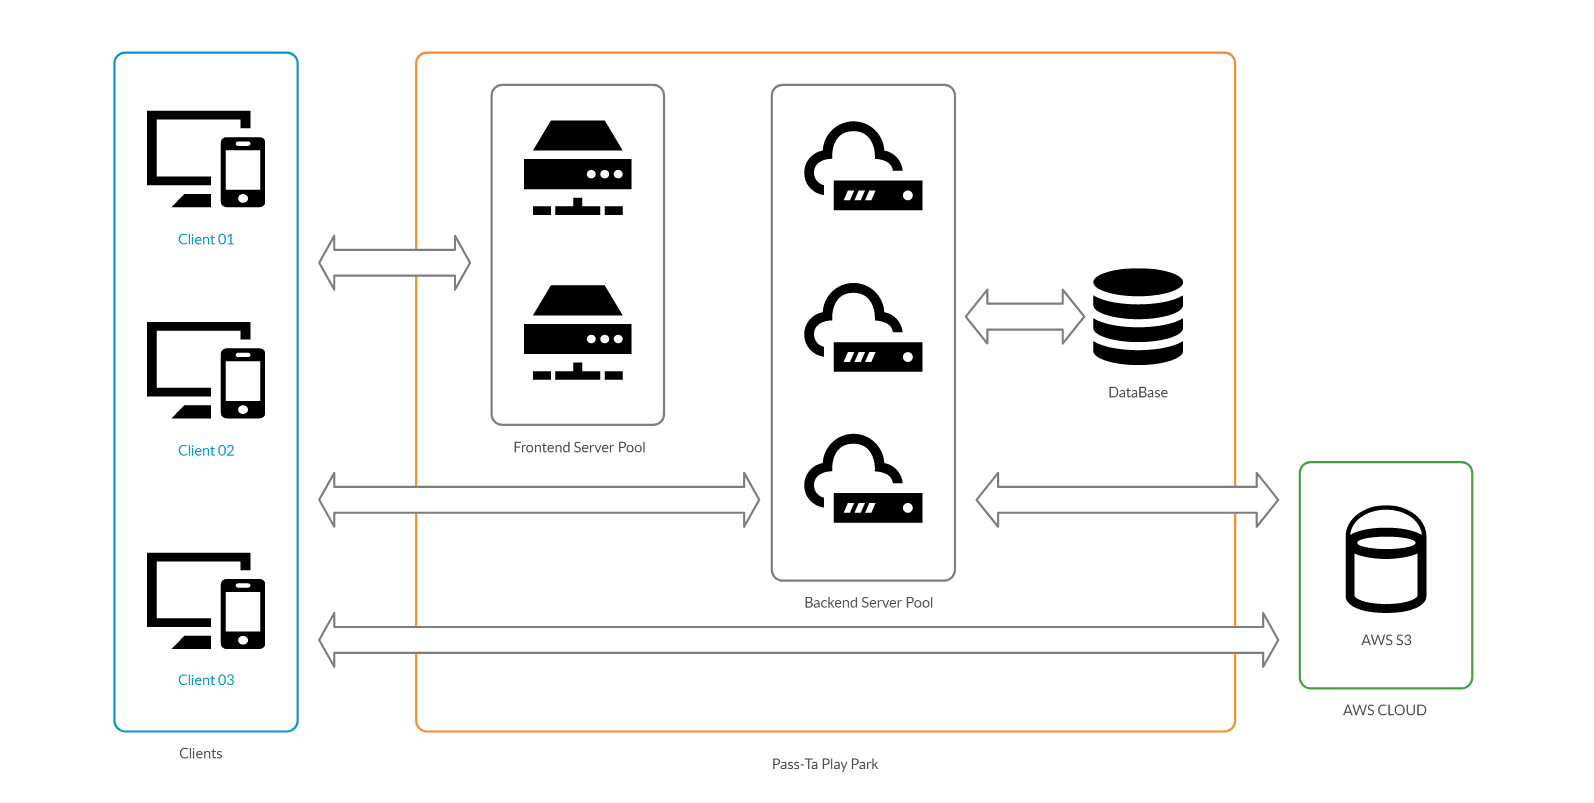 Client 01
Client 02
Client 03
Clients
Frontend Server Pool
Backend Server Pool
DataBase
Pass-Ta Play Park
AWS S3
AWS CLOUD